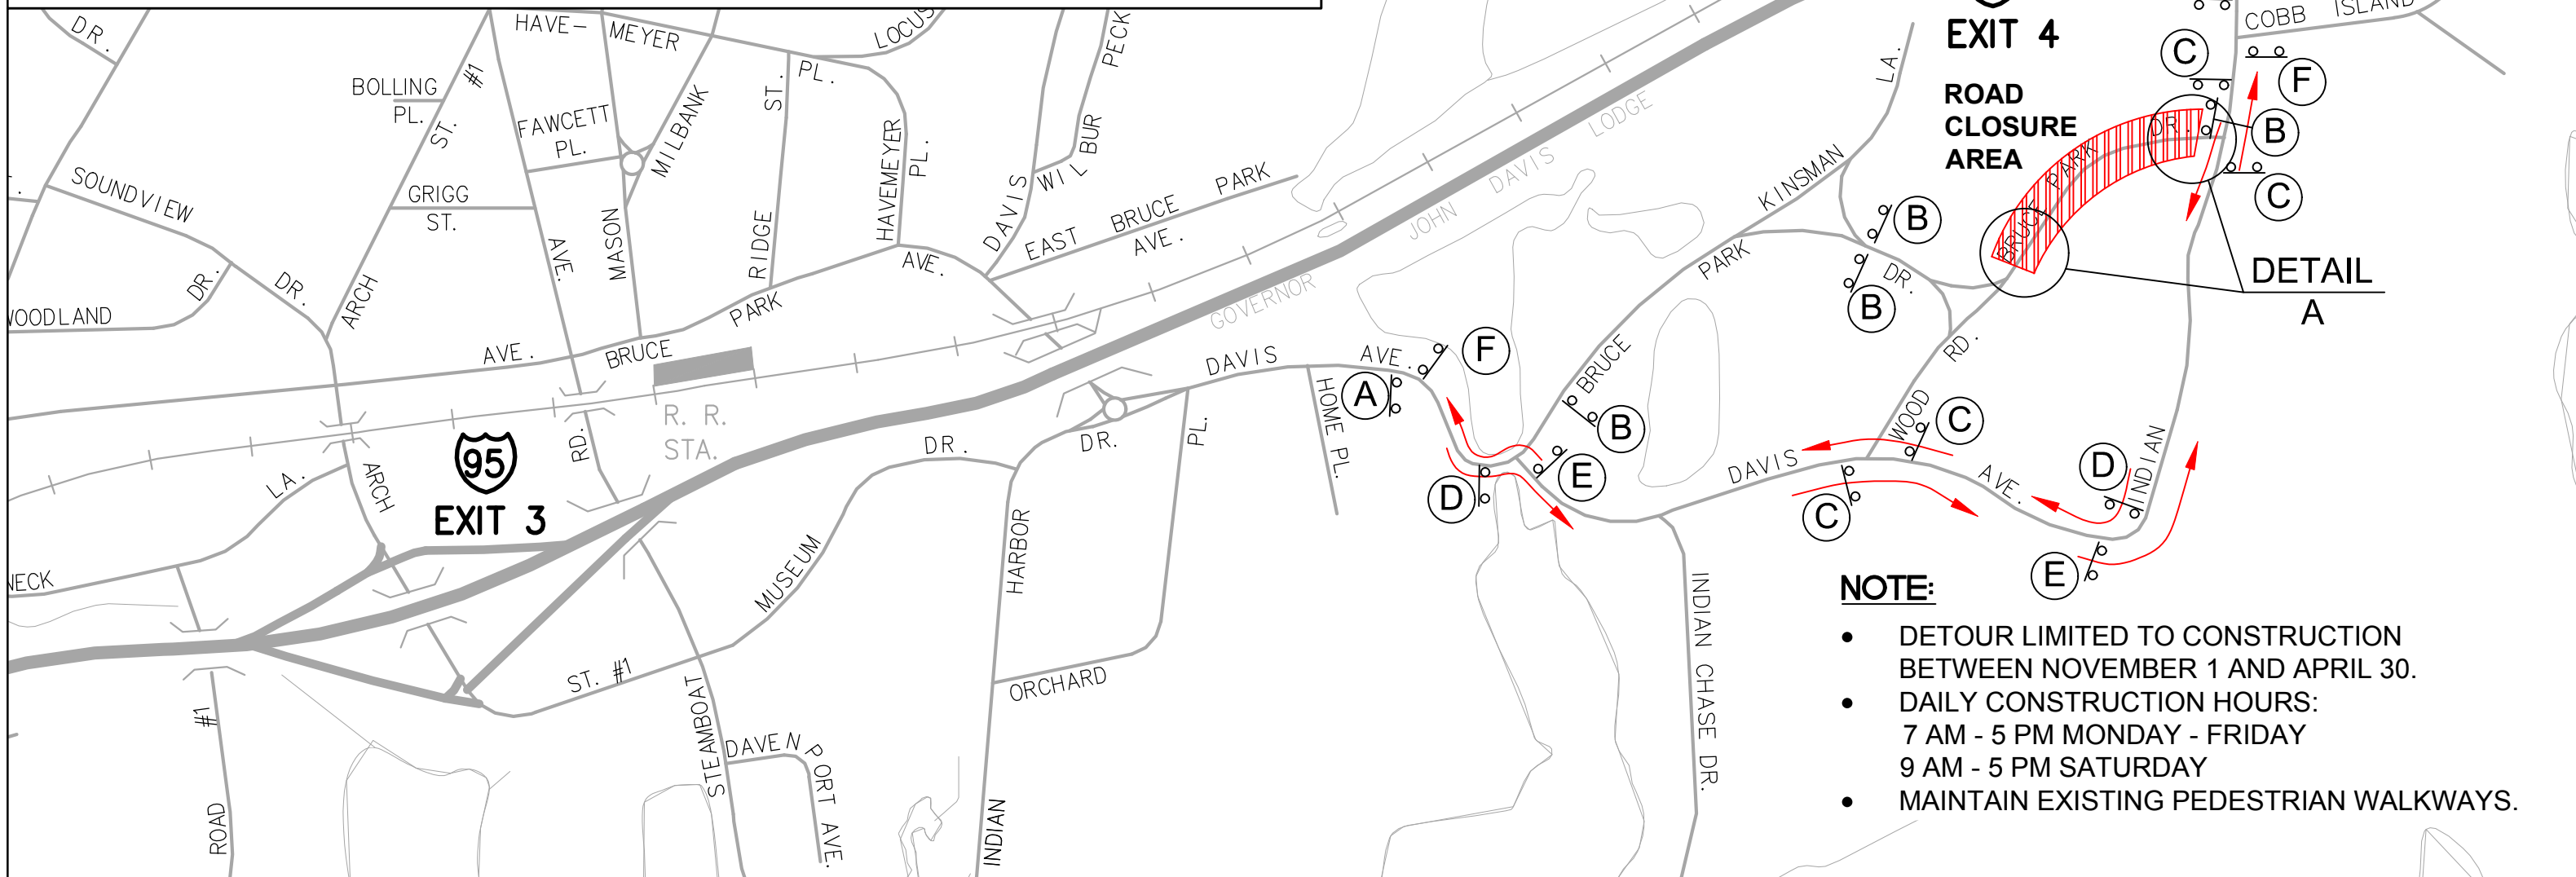 DR.
HAVE-
MEYER
LOCUS
PECK
EXIT 4
COBB ISLAND
BOLLING
PL.
ST.
#1
FAWCETT
PL.
MILBANK
ST.
PL.
LA.
C
F
ROAD
CLOSURE
AREA
DR.
B
C
SOUNDVIEW
DR.
GRIGG
ST.
MASON
AVE.
RIDGE
HAVEMEYER
PL.
DAVIS
WIL BUR
EAST BRUCE PARK
AVE.
AVE.
JOHN DAVIS
LODGE
GOVERNOR
KINSMAN
PARK
BRUCE
PARK
DR.
B
B
BRUCE
PARK
DETAIL
A
WOODLAND
DR.
ARCH
AVE.
BRUCE
PARK
R. R.
STA.
DAVIS
AVE.
F
A
HOME PL.
B
RD.
WOOD
C
95
EXIT 3
LA.
ARCH
RD.
DR.
DR.
PL.
D
E
DAVIS
C
AVE.
D
INDIAN
E
NECK
MUSEUM
HARBOR
INDIAN CHASE DR.
ST. #1
ORCHARD
#1
ROAD
STEAMBOAT
DAVEN
PORT AVE.
INDIAN
NOTE:
• DETOUR LIMITED TO CONSTRUCTION
BETWEEN NOVEMBER 1 AND APRIL 30.
• DAILY CONSTRUCTION HOURS:
7 AM - 5 PM MONDAY - FRIDAY
9 AM - 5 PM SATURDAY
• MAINTAIN EXISTING PEDESTRIAN WALKWAYS.